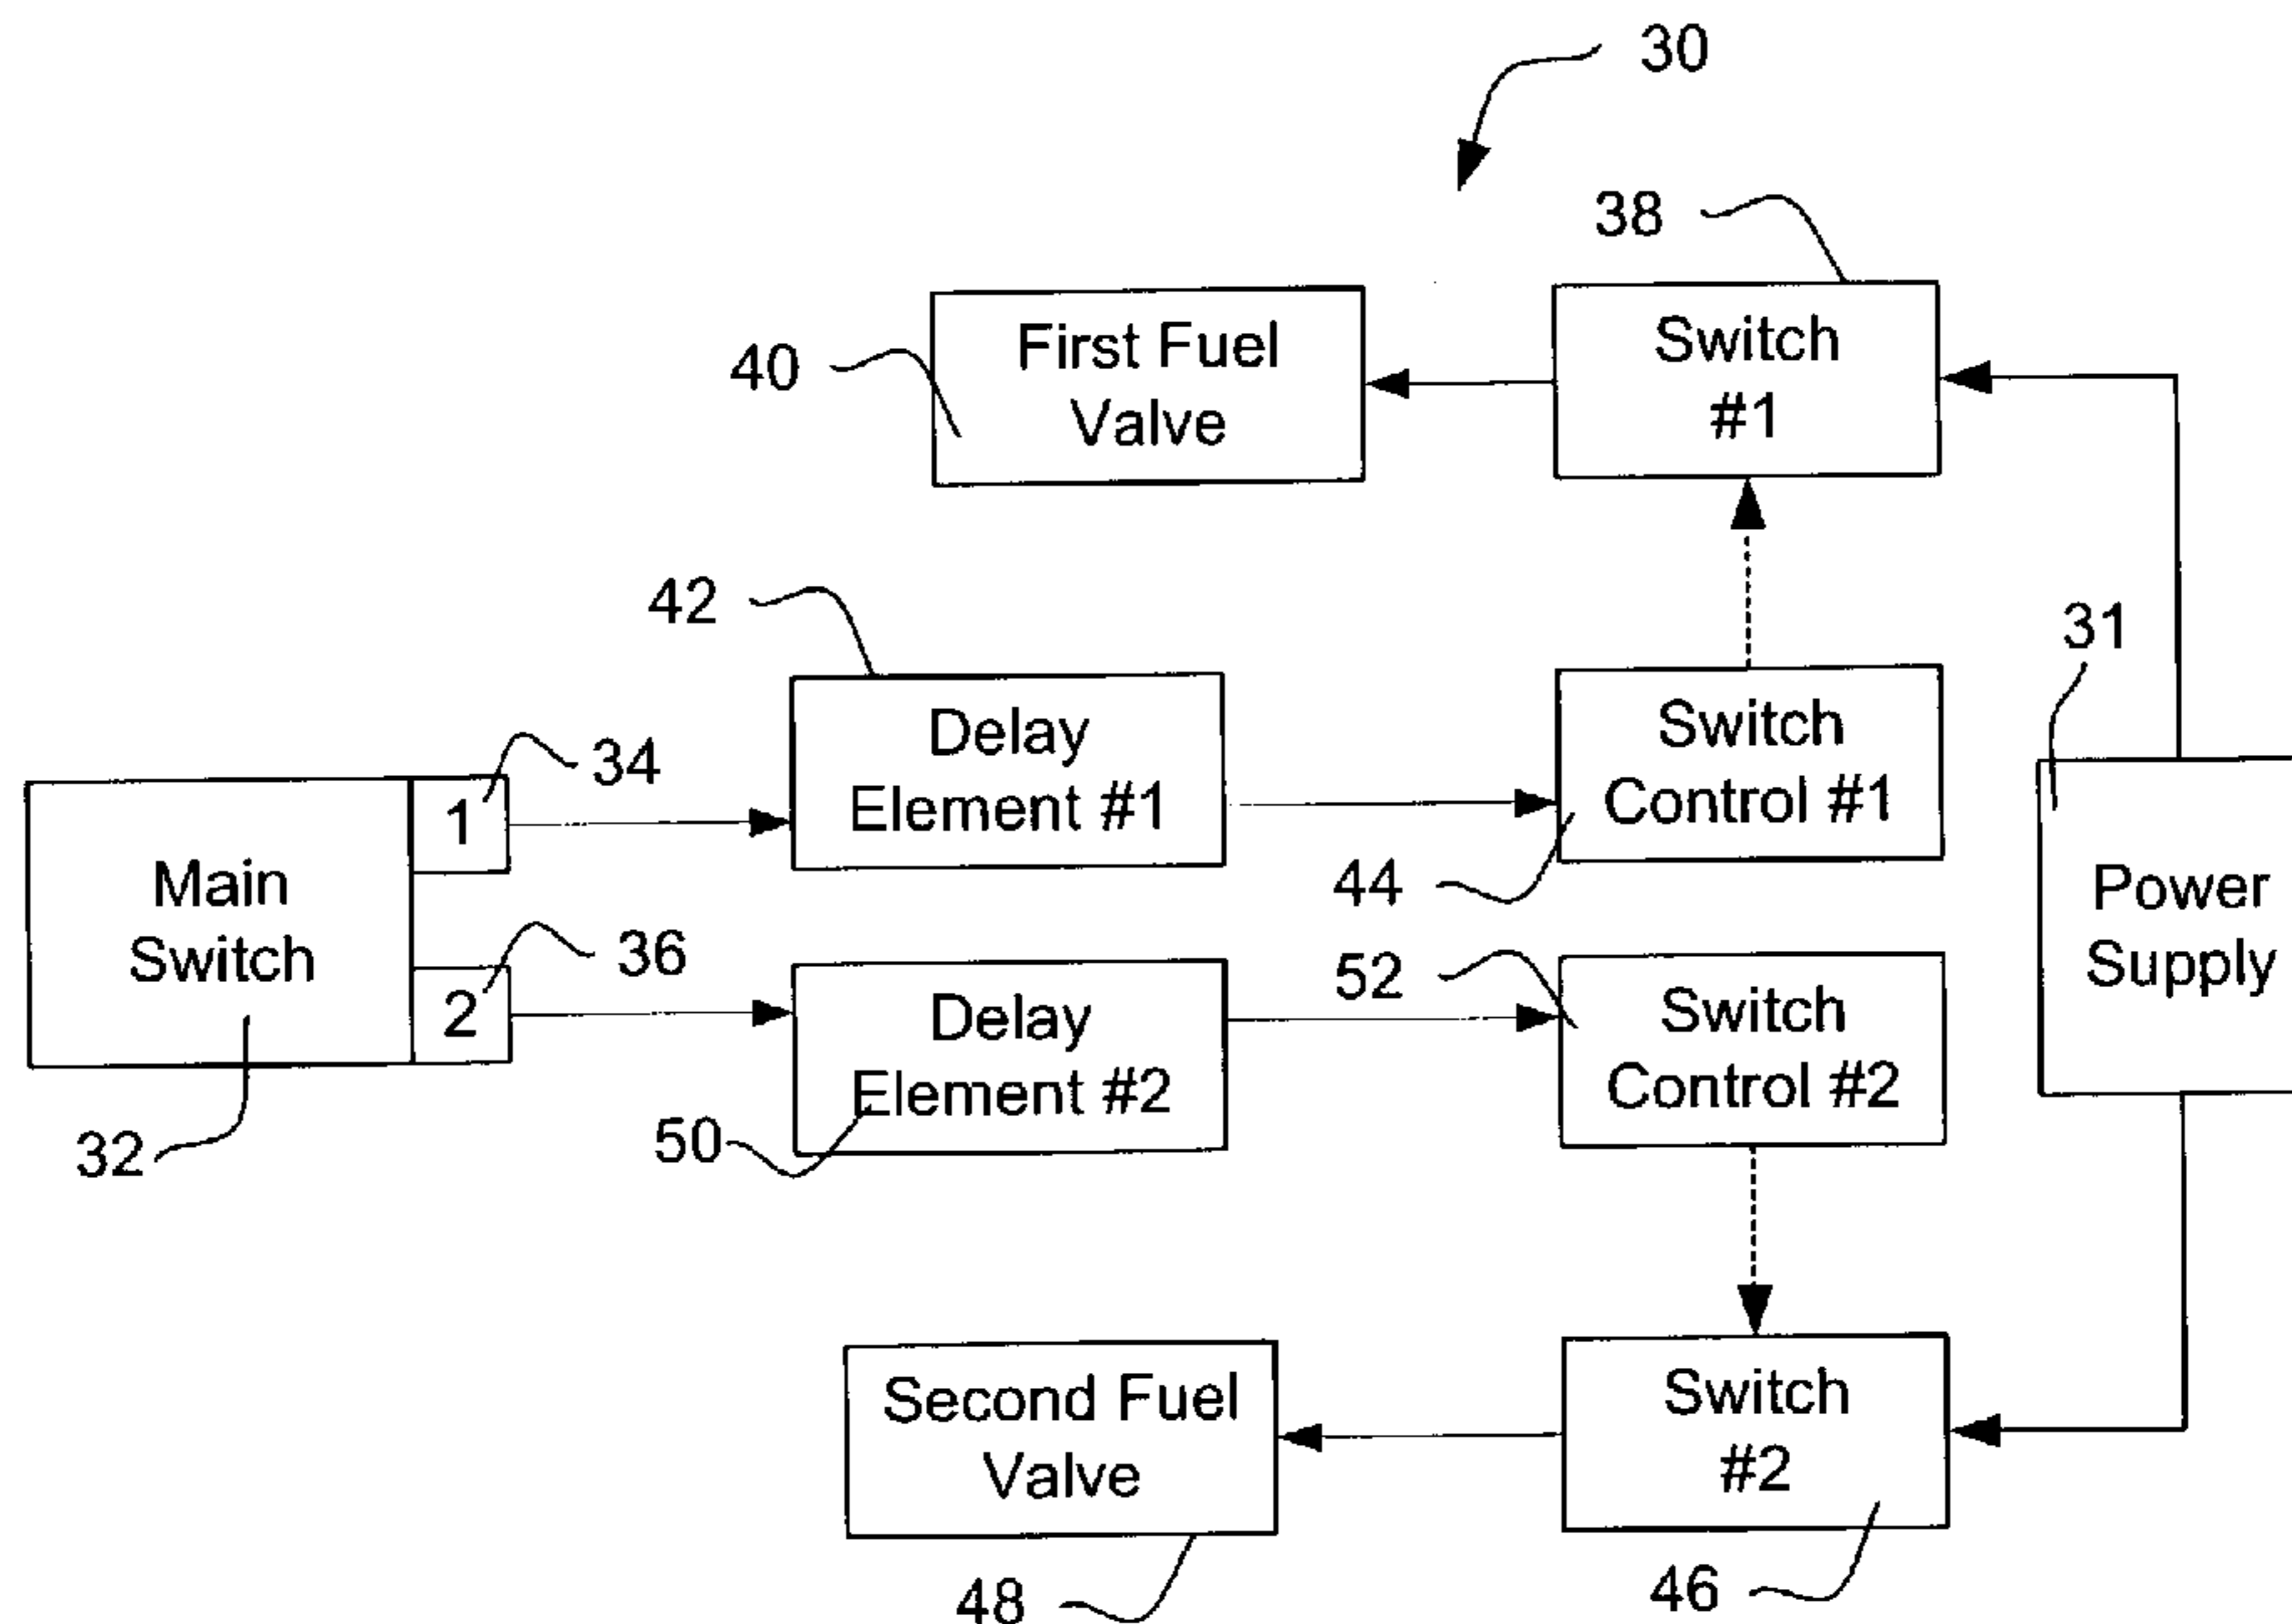 30
38
First Fuel
Valve
40
Switch
#1
42
31
Delay
Element #1
Switch
Control #1
34
1
44
Main
Switch
Power
Supply
36
2
52
Delay
Element #2
Switch
Control #2
32
50
Second Fuel
Valve
Switch
#2
48
46